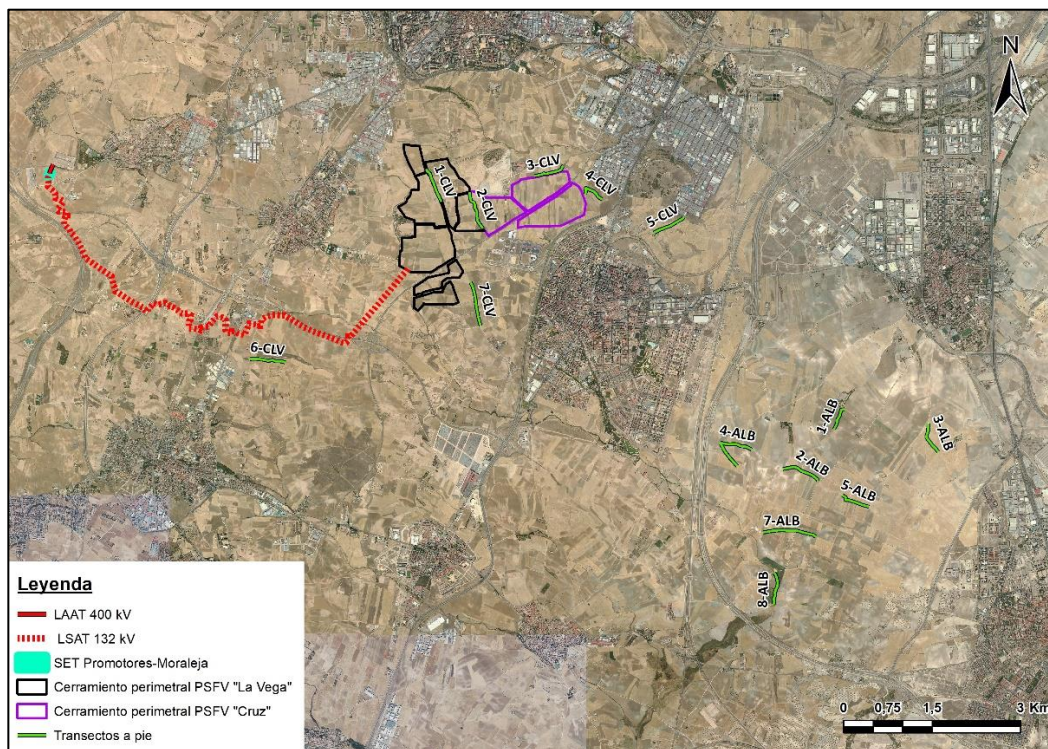 N
3-CLV
1-CLV
4-CLV
2-CLV
5-CLV
7-CLV
6-CLV
1-ALB
3-ALB
4-ALB
2-ALB
5-ALB
7-ALB
8-ALB
Leyenda
LAAT 400 kV
LSAT 132 kV
SET Promotores-Moraleja
Cerramiento perimetral PSFV "La Vega"
Cerramiento perimetral PSFV "Cruz"
Transectos a pie
0 0,75 1,5 3 Km